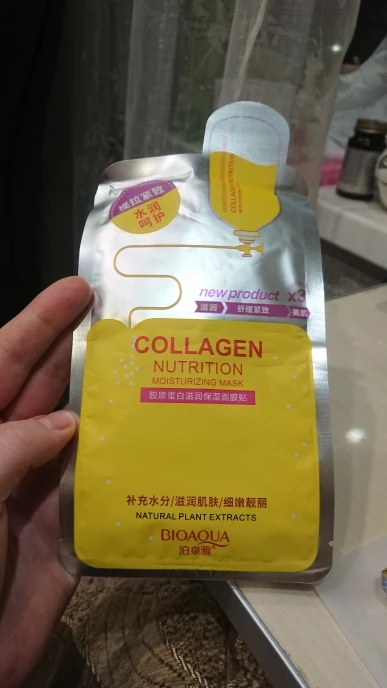 COLLAGEN NUTRITION
提拉紧致
水润
呵护
new product x3
滋润
舒缓紧致
COLLAGEN
NUTRITION
MOISTURIZING MASK
胶原蛋白滋润保湿面膜贴
补充水分/滋润肌肤/细嫩靓丽
NATURAL PLANT EXTRACTS
BIOAQUA
泊泉雅